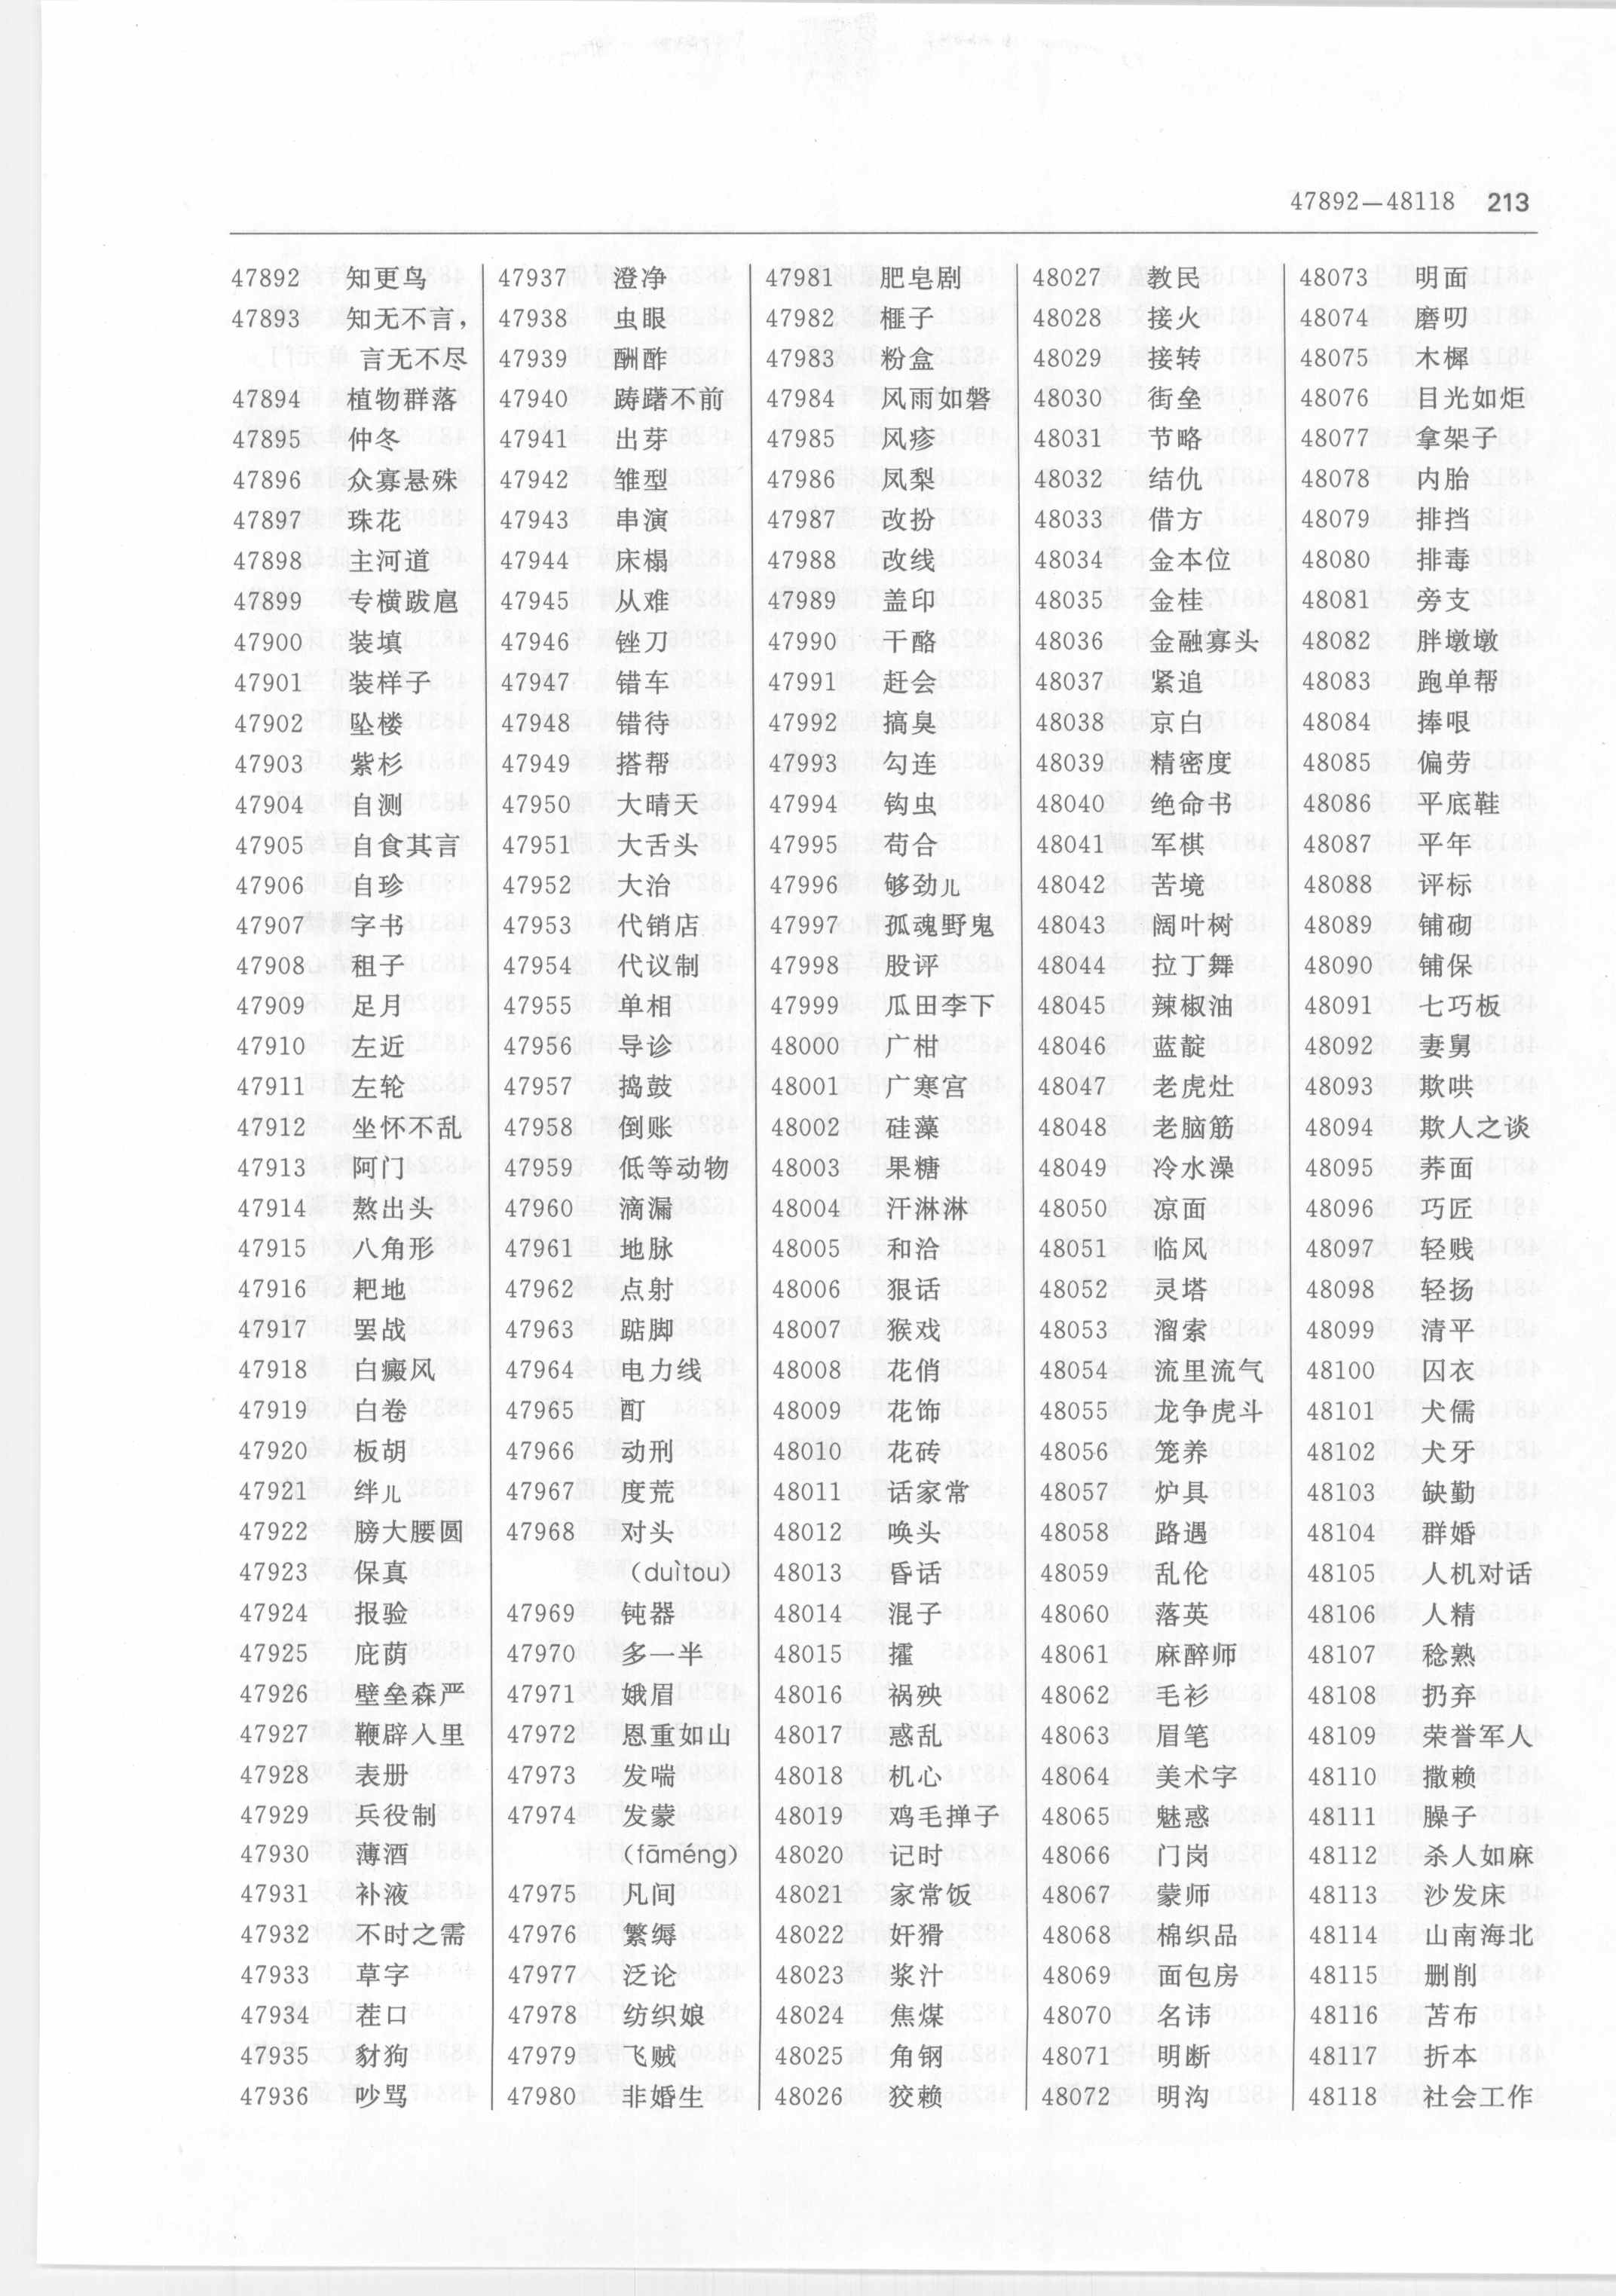 47892—48118 213
47892 知更鸟
47893 知无不言，
言无不尽
47894 植物群落
47895 仲冬
47896 众寡悬殊
47897 珠花
47898 主河道
47899 专横跋扈
47900 装填
47901 装样子
47902 坠楼
47903 紫杉
47904 自测
47905 自食其言
47906 自珍
47907 字书
47908 租子
47909 足月
47910 左近
47911 左轮
47912 坐怀不乱
47913 阿门
47914 熬出头
47915 八角形
47916 耙地
47917 罢战
47918 白癜风
47919 白卷
47920 板胡
47921 绊儿
47922 膀大腰圆
47923 保真
47924 报验
47925 庇荫
47926 壁垒森严
47927 鞭辟入里
47928 表册
47929 兵役制
47930 薄酒
47931 补液
47932 不时之需
47933 草字
47934 茬口
47935 豺狗
47936 吵骂
47937 澄净
47938 虫眼
47939 酬酢
47940 踌躇不前
47941 出芽
47942 雏型
47943 串演
47944 床榻
47945 从难
47946 锉刀
47947 错车
47948 错待
47949 搭帮
47950 大晴天
47951 大舌头
47952 大治
47953 代销店
47954 代议制
47955 单相
47956 导诊
47957 捣鼓
47958 倒账
47959 低等动物
47960 滴漏
47961 地脉
47962 点射
47963 踮脚
47964 电力线
47965 酊
47966 动刑
47967 度荒
47968 对头
（duìtou）
47969 钝器
47970 多一半
47971 娥眉
47972 恩重如山
47973 发喘
47974 发蒙
（fāmēng）
47975 凡间
47976 繁缛
47977 泛论
47978 纺织娘
47979 飞贼
47980 非婚生
47981 肥皂剧
47982 榧子
47983 粉盒
47984 风雨如磐
47985 风疹
47986 凤梨
47987 改扮
47988 改线
47989 盖印
47990 干酪
47991 赶会
47992 搞臭
47993 勾连
47994 钩虫
47995 苟合
47996 够劲儿
47997 孤魂野鬼
47998 股评
47999 瓜田李下
48000 广柑
48001 广寒宫
48002 硅藻
48003 果糖
48004 汗淋淋
48005 和洽
48006 狠话
48007 猴戏
48008 花俏
48009 花饰
48010 花砖
48011 话家常
48012 唤头
48013 昏话
48014 混子
48015 攉
48016 祸殃
48017 惑乱
48018 机心
48019 鸡毛掸子
48020 记时
48021 家常饭
48022 奸猾
48023 浆汁
48024 焦煤
48025 角钢
48026 狡赖
48027 教民
48028 接火
48029 接转
48030 街垒
48031 节略
48032 结仇
48033 借方
48034 金本位
48035 金桂
48036 金融寡头
48037 紧追
48038 京白
48039 精密度
48040 绝命书
48041 军棋
48042 苦境
48043 阔叶树
48044 拉丁舞
48045 辣椒油
48046 蓝靛
48047 老虎灶
48048 老脑筋
48049 冷水澡
48050 凉面
48051 临风
48052 灵塔
48053 溜索
48054 流里流气
48055 龙争虎斗
48056 笼养
48057 炉具
48058 路遇
48059 乱伦
48060 落英
48061 麻醉师
48062 毛衫
48063 眉笔
48064 美术字
48065 魅惑
48066 门岗
48067 蒙师
48068 棉织品
48069 面包房
48070 名讳
48071 明断
48072 明沟
48073 明面
48074 磨叨
48075 木樨
48076 目光如炬
48077 拿架子
48078 内胎
48079 排挡
48080 排毒
48081 旁支
48082 胖墩墩
48083 跑单帮
48084 捧哏
48085 偏劳
48086 平底鞋
48087 平年
48088 评标
48089 铺砌
48090 铺保
48091 七巧板
48092 妻舅
48093 欺哄
48094 欺人之谈
48095 荞面
48096 巧匠
48097 轻贱
48098 轻扬
48099 清平
48100 囚衣
48101 犬儒
48102 犬牙
48103 缺勤
48104 群婚
48105 人机对话
48106 人精
48107 稔熟
48108 扔弃
48109 荣誉军人
48110 撒赖
48111 臊子
48112 杀人如麻
48113 沙发床
48114 山南海北
48115 删削
48116 苫布
48117 折本
48118 社会工作